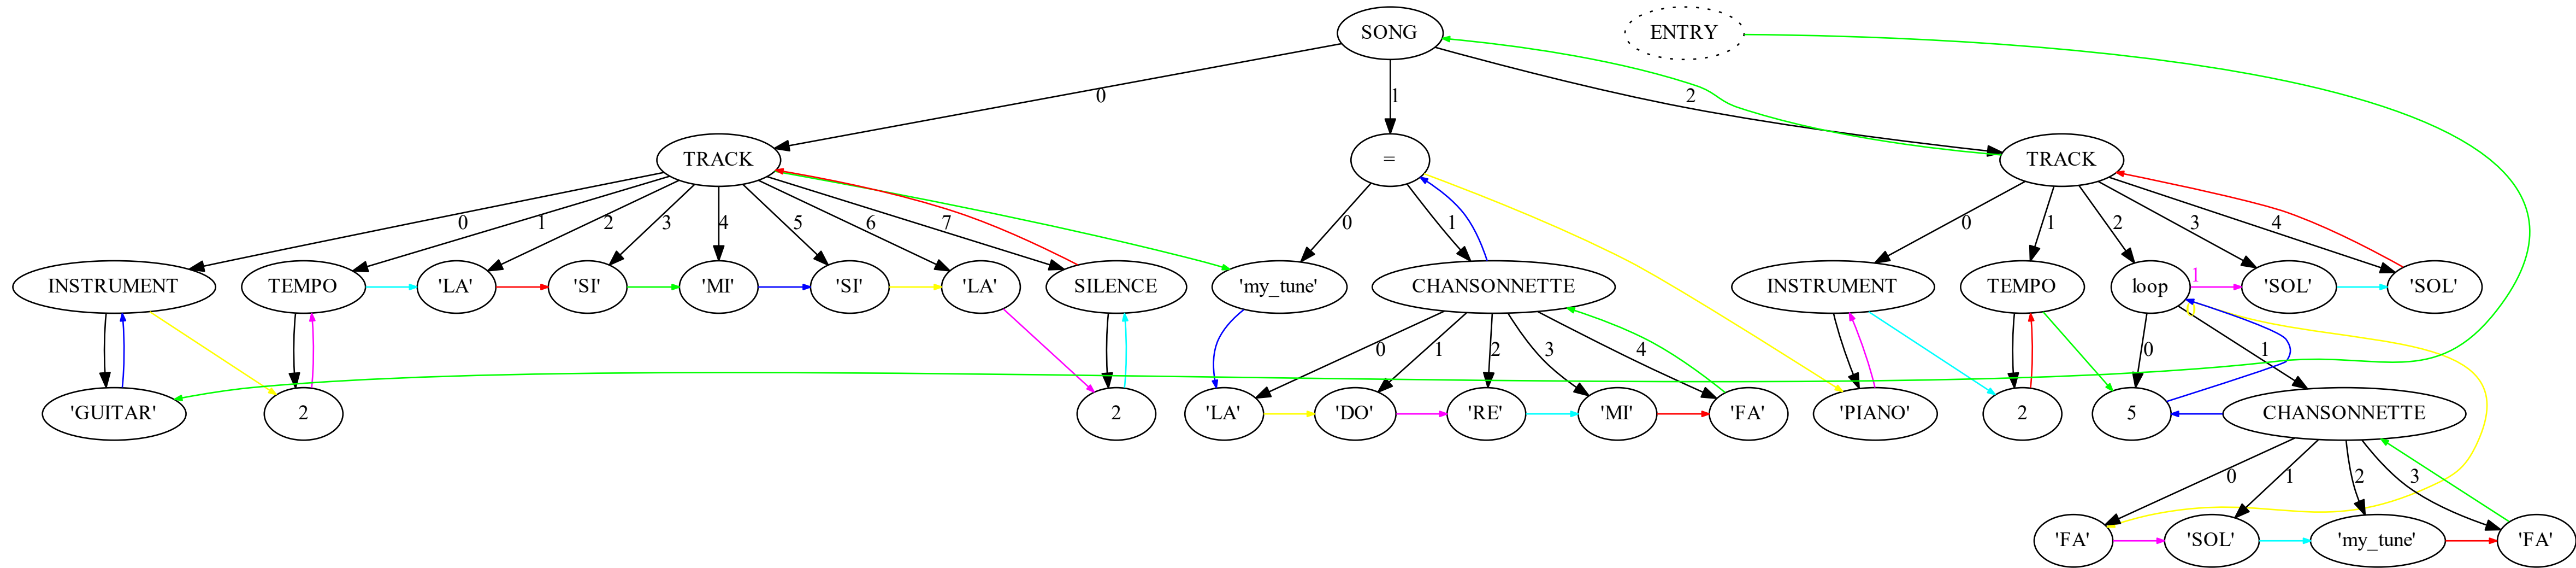 SONG
ENTRY
0
1
2
TRACK
=
TRACK
0
1
2
3
4
5
6
7
0
1
0
1
2
3
4
INSTRUMENT
TEMPO
'LA'
'SI'
'MI'
'SI'
'LA'
SILENCE
'my_tune'
CHANSONNETTE
INSTRUMENT
TEMPO
loop
1
'SOL'
'SOL'
0
1
2
3
4
0
1
'GUITAR'
2
2
'LA'
'DO'
'RE'
'MI'
'FA'
'PIANO'
2
5
CHANSONNETTE
0
1
2
3
'FA'
'SOL'
'my_tune'
'FA'